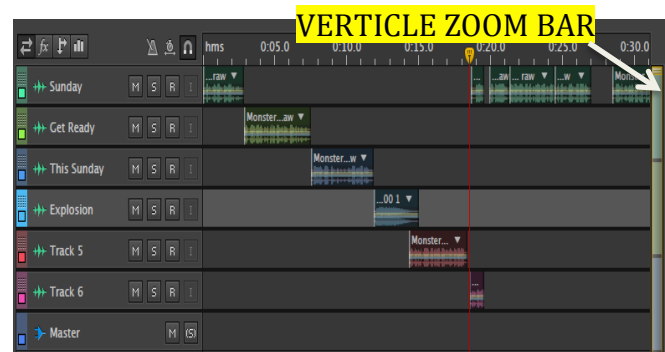 VERTICLE ZOOM BAR
fx hms 0:05.0 0:10.0 0:15.0 0:20.0 0:25.0 0:30.0
Sunday M S R I ...raw ... ...aw ... raw ...w Mons
Get Ready M S R I Monster...aw
This Sunday M S R I Monster...w
Explosion M S R I ...00 1
Track 5 M S R I Monster...
Track 6 M S R I ...
Master M (S)